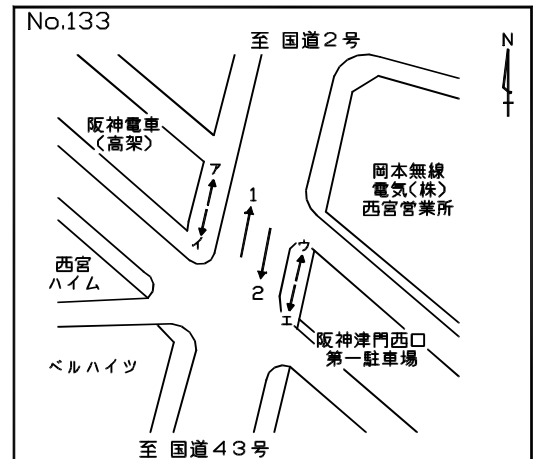 No.133
至 国道2号
N
阪神電車
(高架)
ア
イ
1
2
ウ
エ
岡本無線
電気(株)
西宮営業所
西宮
ハイム
ベルハイツ
阪神津門西口
第一駐車場
至 国道43号